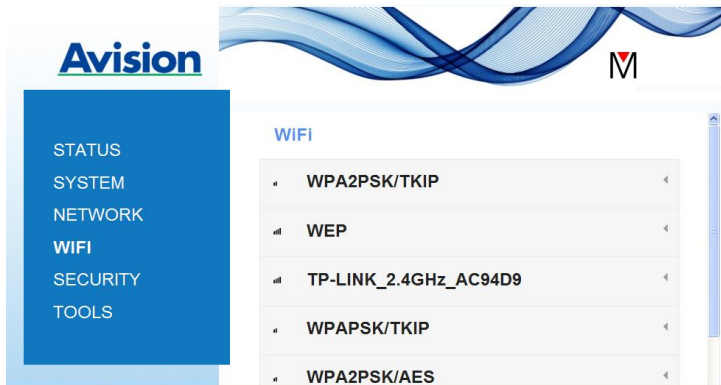 Avision
M
STATUS
SYSTEM
NETWORK
WIFI
SECURITY
TOOLS
WiFi
WPA2PSK/TKIP
WEP
TP-LINK_2.4GHz_AC94D9
WPAPSK/TKIP
WPA2PSK/AES